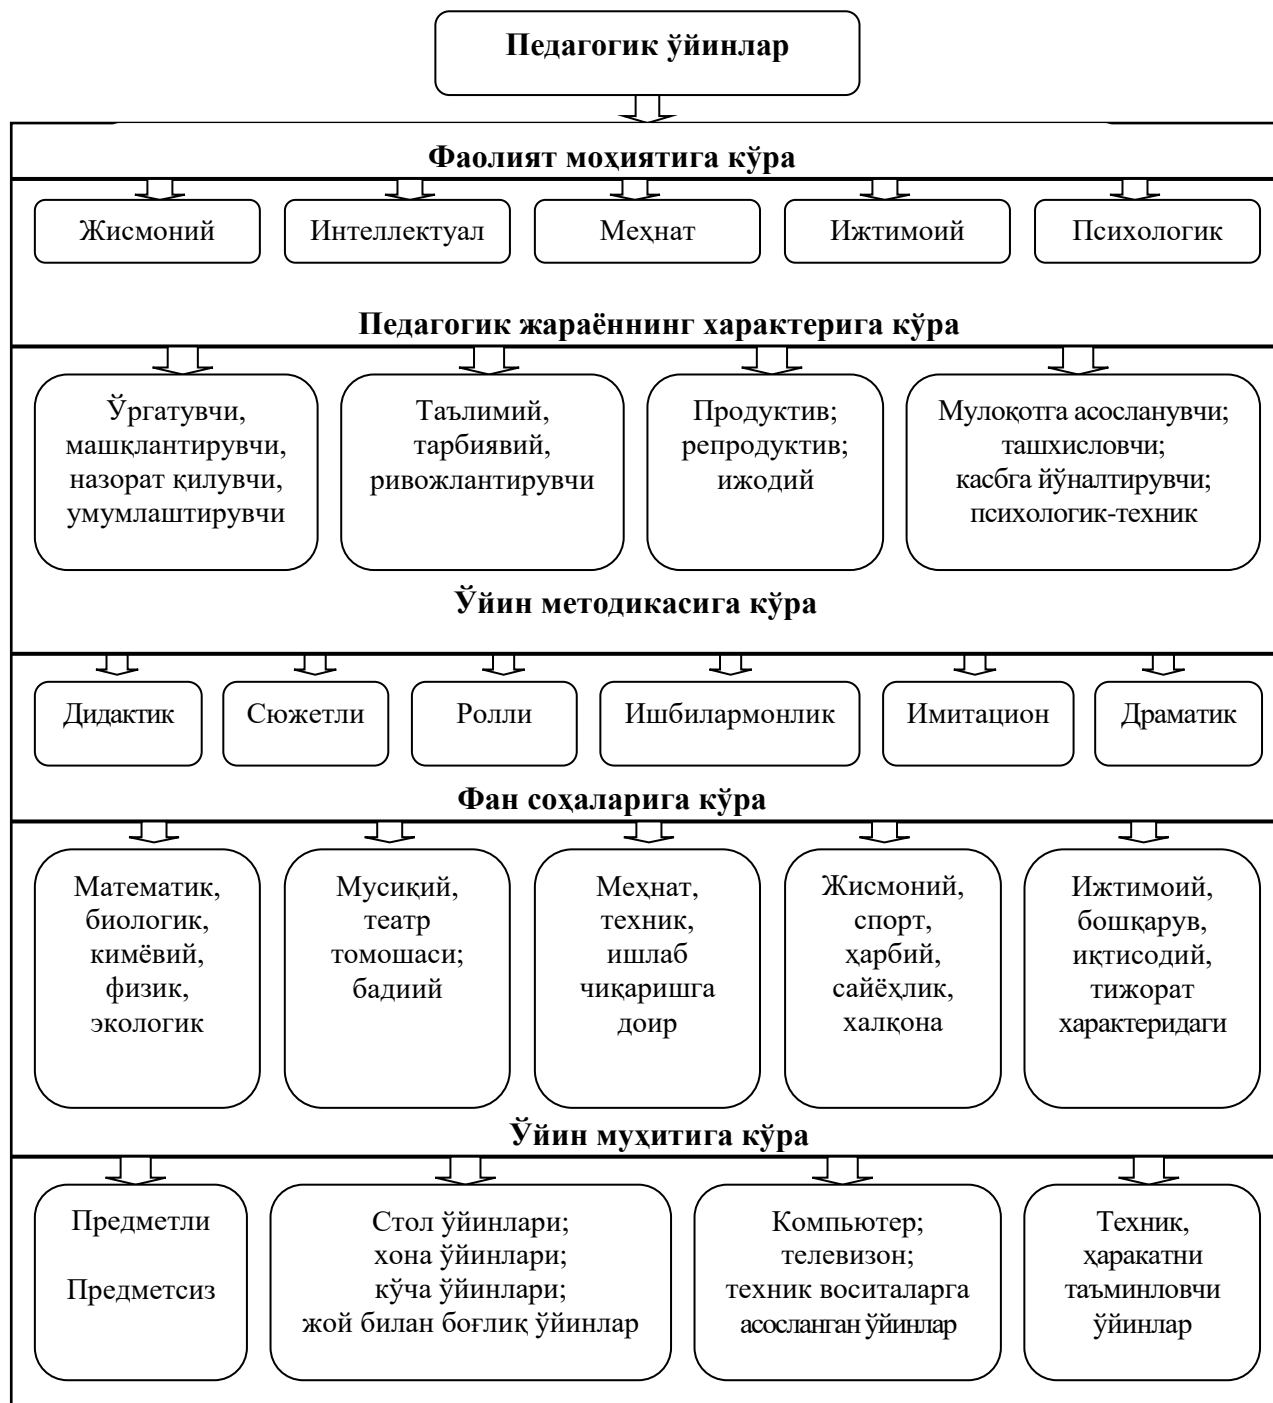 Педагогик ўйинлар
Фаолият моҳиятига кўра
Жисмоний
Интеллектуал
Меҳнат
Ижтимоий
Психологик
Педагогик жараённинг характерига кўра
Ўргатувчи,
машқлантирувчи,
назорат қилувчи,
умумлаштирувчи
Таълимий,
тарбиявий,
ривожлантирувчи
Продуктив;
репродуктив;
ижодий
Мулоқотга асосланувчи;
ташхисловчи;
касбга йўналтирувчи;
психологик-техник
Ўйин методикасига кўра
Дидактик
Сюжетли
Ролли
Ишбилармонлик
Имитацион
Драматик
Фан соҳаларига кўра
Математик,
биологик,
кимёвий,
физик,
экологик
Мусиқий,
театр
томошаси;
бадиий
Меҳнат,
техник,
ишлаб
чиқаришга
доир
Жисмоний,
спорт,
ҳарбий,
сайёҳлик,
халқона
Ижтимоий,
бошқарув,
иқтисодий,
тижорат
характеридаги
Ўйин муҳитига кўра
Предметли
Предметсиз
Стол ўйинлари;
хона ўйинлари;
кўча ўйинлари;
жой билан боғлиқ ўйинлар
Компьютер;
телевизон;
техник воситаларга
асосланган ўйинлар
Техник,
ҳаракатни
таъминловчи
ўйинлар